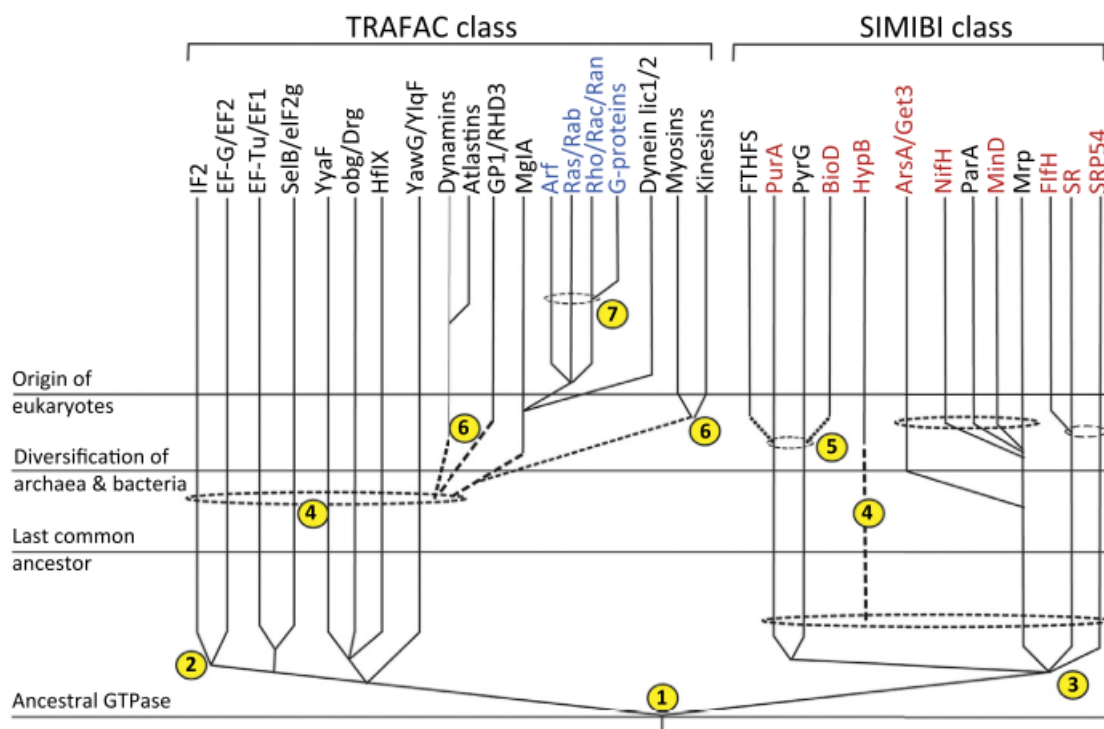 TRAFAC class
SIMIBI class
IF2
EF-G/EF2
EF-Tu/EF1
SelB/eIF2g
YyaF
obg/Drg
HflX
YawG/YlqF
Dynamins
Atlastins
GP1/RHD3
MglA
Arf
Ras/Rab
Rho/Rac/Ran
G-proteins
Dynein lic1/2
Myosins
Kinesins
FTHFS
PurA
PyrG
BioD
HypB
ArsA/Get3
NifH
ParA
MinD
Mrp
FlfH
SR
SRP54
7
Origin of
eukaryotes
6
6
5
Diversification of
archaea & bacteria
4
4
Last common
ancestor
2
3
1
Ancestral GTPase